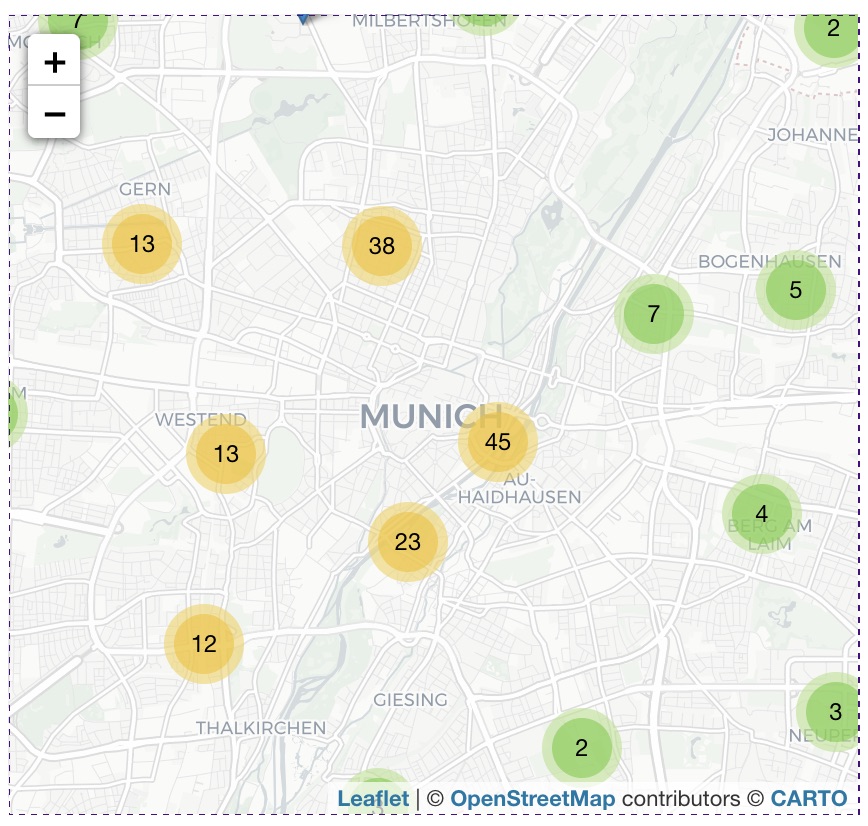 7
MILBERTSHOFEN
2
+
−
JOHANNE
GERN
13
38
BOGENHAUSEN
5
7
M
MUNICH
WESTEND
13
45
AU-
HAIDHAUSEN
4
BERG AM
LAIM
23
12
GIESING
3
THALKIRCHEN
NEUPE
2
Leaflet | © OpenStreetMap contributors © CARTO